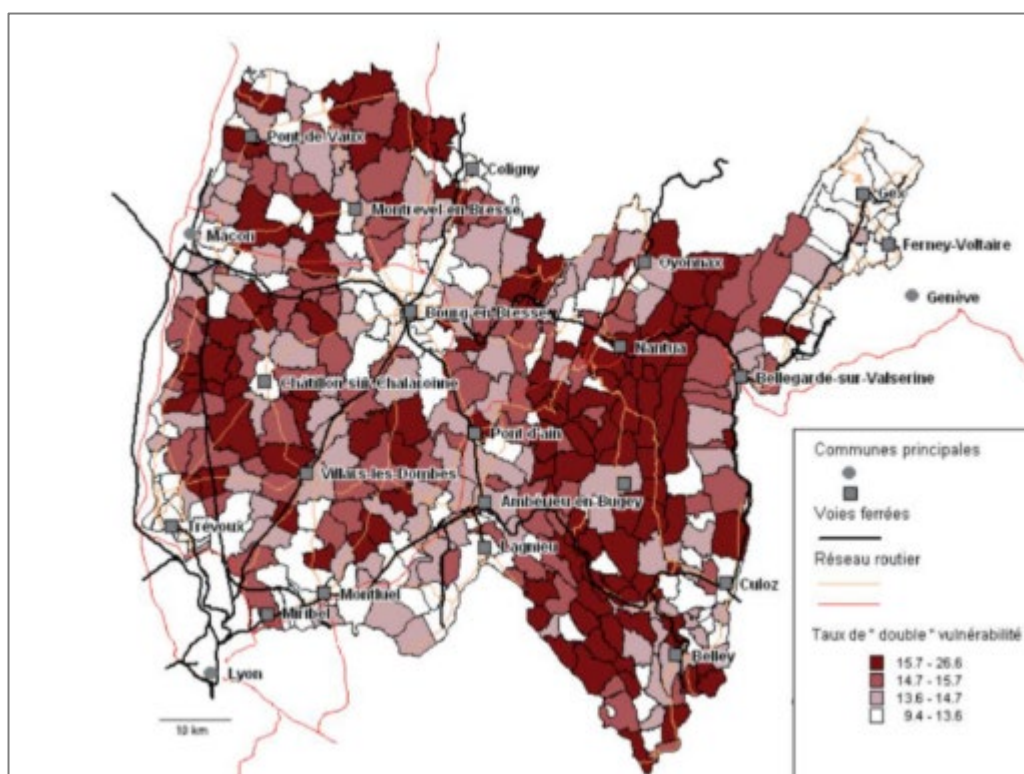 Pont-de-Vaux
Coligny
Montrevel-en-Bresse
Gex
Macon
Ferney-Voltaire
Oyonnax
Genève
Bourg-en-Bresse
Nantua
Châtillon-sur-Chalaronne
Bellegarde-sur-Valserine
Pont d'ain
Villars-les-Dombes
Ambérieu-en-Bugey
Trévoux
Lagnieu
Culoz
Montluel
Miribel
Belley
Lyon
10 km
Communes principales
Voies ferrées
Réseau routier
Taux de " double " vulnérabilité
15.7 - 26.6
14.7 - 15.7
13.6 - 14.7
9.4 - 13.6